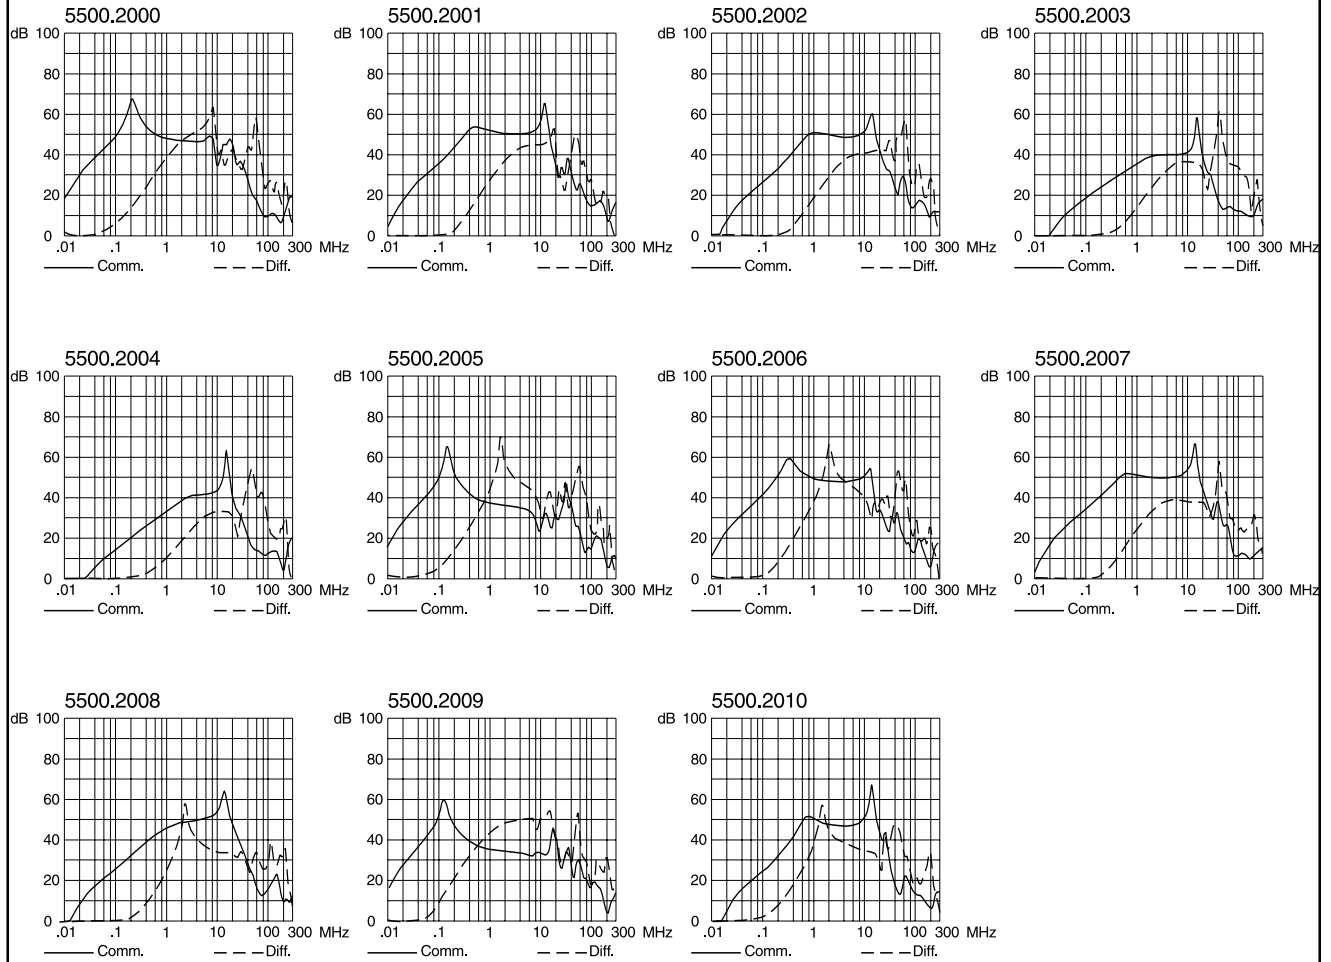 5500.2000 5500.2001 5500.2002 5500.2003
dB 100 dB 100 dB 100 dB 100
80 80 80 80
60 60 60 60
40 40 40 40
20 20 20 20
0 0 0 0
.01 .1 1 10 100 300 MHz .01 .1 1 10 100 300 MHz .01 .1 1 10 100 300 MHz .01 .1 1 10 100 300 MHz
Comm. Diff. Comm. Diff. Comm. Diff. Comm. Diff.
5500.2004 5500.2005 5500.2006 5500.2007
dB 100 dB 100 dB 100 dB 100
80 80 80 80
60 60 60 60
40 40 40 40
20 20 20 20
0 0 0 0
.01 .1 1 10 100 300 MHz .01 .1 1 10 100 300 MHz .01 .1 1 10 100 300 MHz .01 .1 1 10 100 300 MHz
Comm. Diff. Comm. Diff. Comm. Diff. Comm. Diff.
5500.2008 5500.2009 5500.2010
dB 100 dB 100 dB 100
80 80 80
60 60 60
40 40 40
20 20 20
0 0 0
.01 .1 1 10 100 300 MHz .01 .1 1 10 100 300 MHz .01 .1 1 10 100 300 MHz
Comm. Diff. Comm. Diff. Comm. Diff.